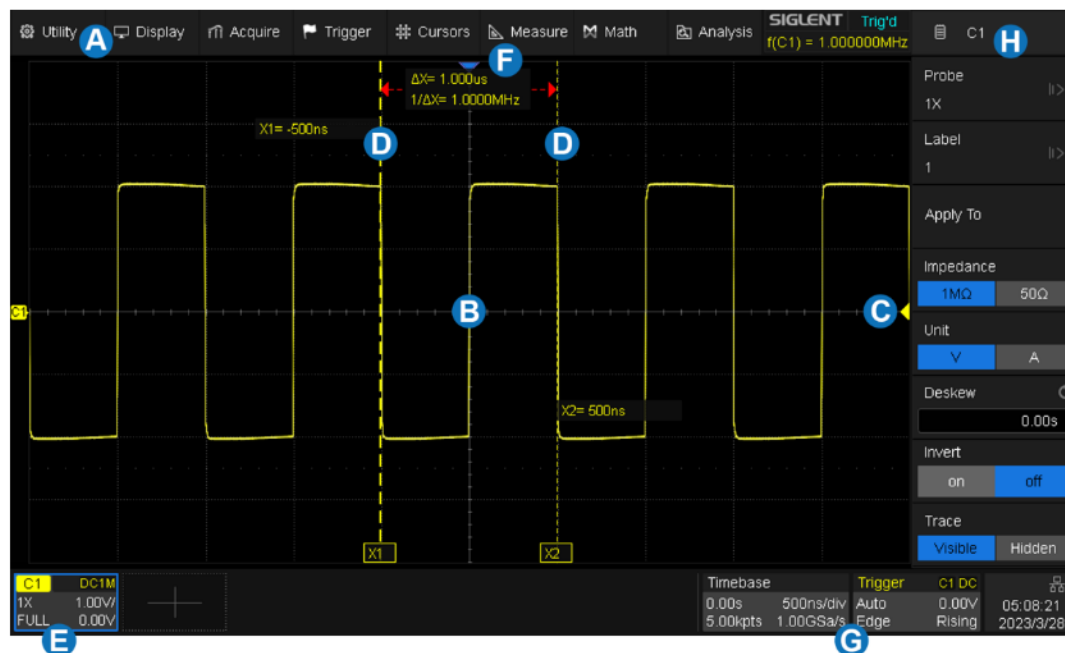 Utility A Display Acquire Trigger Cursors Measure Math Analysis
SIGLENT Trig'd
f(C1) = 1.000000MHz
C1 H
F
ΔX= 1.000us
1/ΔX= 1.0000MHz
X1= -500ns
D D
Probe
1X
Label
1
Apply To
Impedance
1MΩ 50Ω
C1 B C
Unit
V A
X2= 500ns
Deskew
0.00s
Invert
on off
Trace
Visible Hidden
X1 X2
C1 DC1M
1X 1.00V/
FULL 0.00V
E
Timebase
0.00s 500ns/div
5.00kpts 1.00GSa/s
G
Trigger C1 DC
Auto 0.00V
Edge Rising
05:08:21
2023/3/28